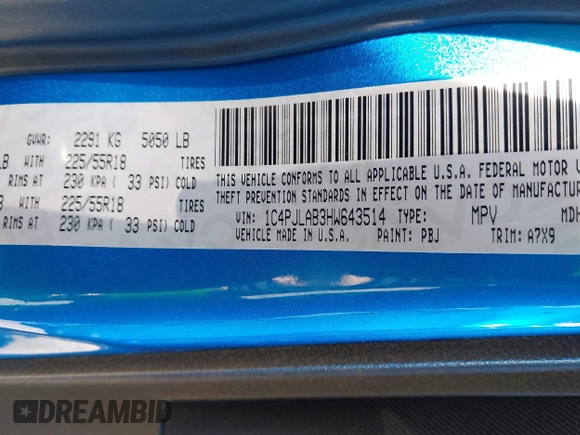 GVWR: 2291 KG 5050 LB
LB WITH 225/55R18 TIRES
RIMS AT 230 KPA ( 33 PSI) COLD
WITH 225/55R18 TIRES
RIMS AT 230 KPA ( 33 PSI) COLD
THIS VEHICLE CONFORMS TO ALL APPLICABLE U.S.A. FEDERAL MOTOR
THEFT PREVENTION STANDARDS IN EFFECT ON THE DATE OF MANUFACTUR
VIN: 1C4PJLAB3HW643514 TYPE: MPV MDH
VEHICLE MADE IN U.S.A. PAINT: PBJ TRIM: A7X9
DREAMBID